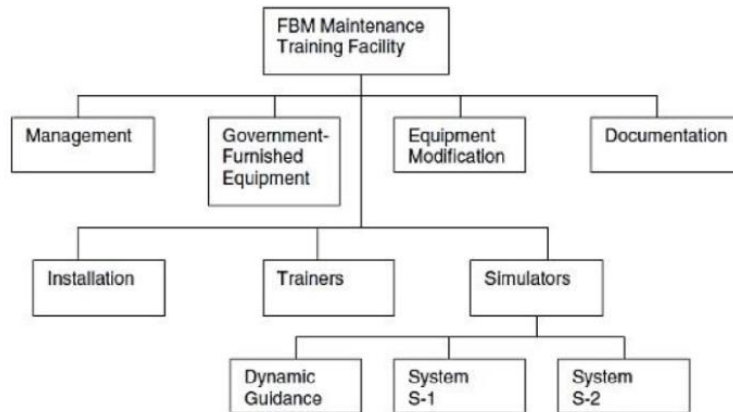 FBM Maintenance
Training Facility
Management
Government-
Furnished
Equipment
Equipment
Modification
Documentation
Installation
Trainers
Simulators
Dynamic
Guidance
System
S-1
System
S-2